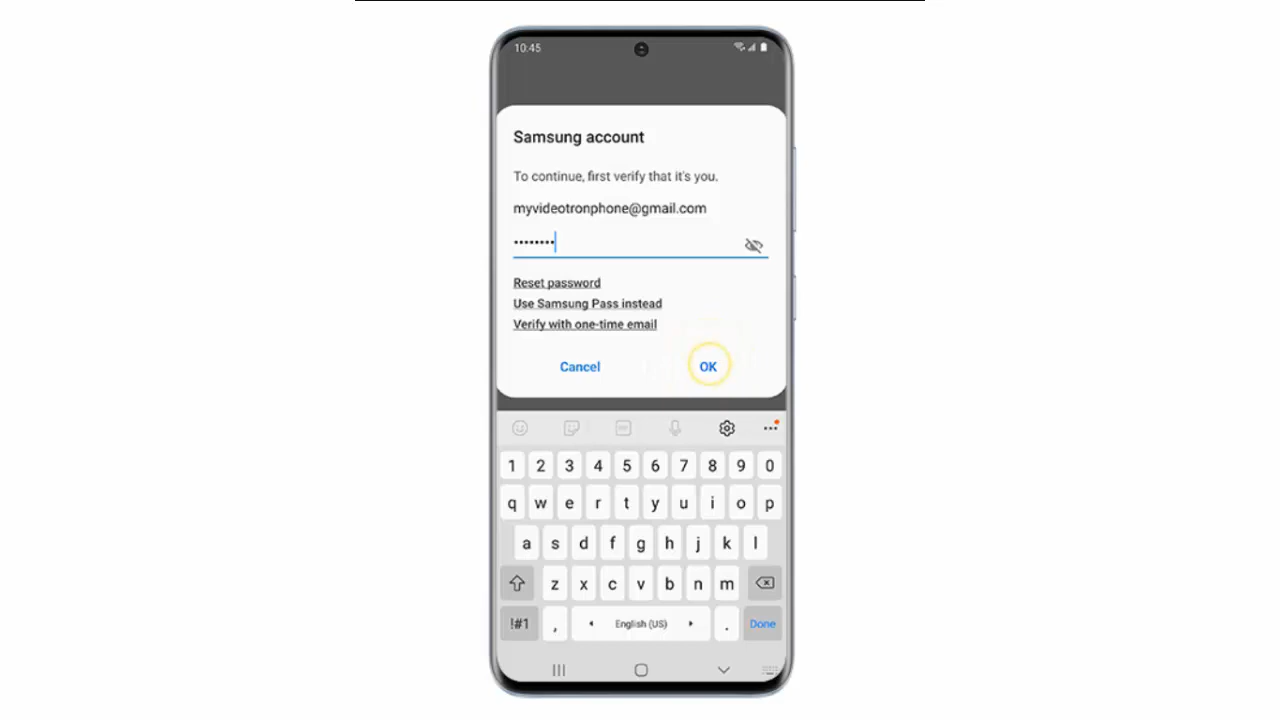 10:45
Samsung account
To continue, first verify that it's you.
myvideotronphone@gmail.com
••••••••
Reset password
Use Samsung Pass instead
Verify with one-time email
Cancel OK
1 2 3 4 5 6 7 8 9 0
q w e r t y u i o p
a s d f g h j k l
z x c v b n m
!#1 , English (US) . Done